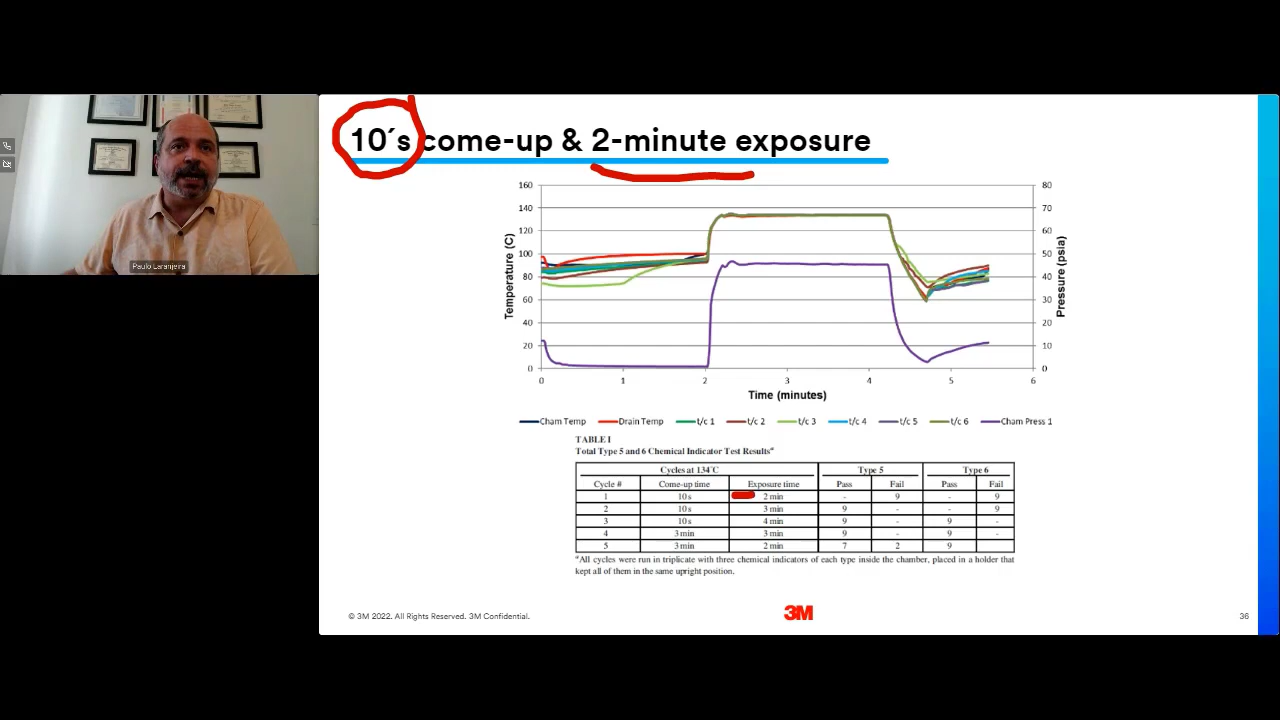 Paulo Laranjeira
10´s come-up & 2-minute exposure
160
140
120
100
80
60
40
20
0
Temperature (C)
80
70
60
50
40
30
20
10
0
Pressure (psia)
0 1 2 3 4 5 6
Time (minutes)
Cham Temp Drain Temp t/c 1 t/c 2 t/c 3 t/c 4 t/c 5 t/c 6 Cham Press 1
TABLE I
Total Type 5 and 6 Chemical Indicator Test Resultsª
Cycles at 134˚C Type 5 Type 6
Cycle # Come-up time Exposure time Pass Fail Pass Fail
1 10 s 2 min - 9 - 9
2 10 s 3 min 9 - - 9
3 10 s 4 min 9 - 9 -
4 3 min 3 min 9 - 9 -
5 3 min 2 min 7 2 9
ªAll cycles were run in triplicate with three chemical indicators of each type inside the chamber, placed in a holder that
kept all of them in the same upright position.
© 3M 2022. All Rights Reserved. 3M Confidential.
3M
36